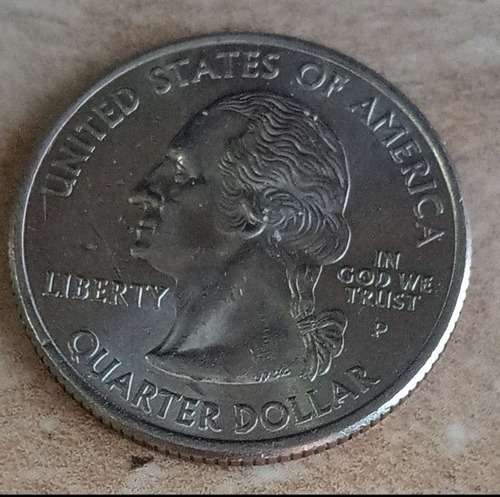 UNITED STATES OF AMERICA
LIBERTY
IN
GOD WE
TRUST
P
QUARTER DOLLAR